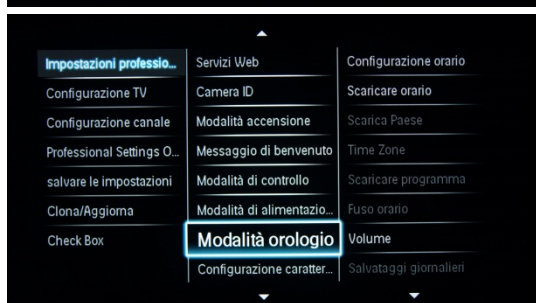 Impostazioni professio...
Configurazione TV
Configurazione canale
Professional Settings O...
salvare le impostazioni
Clona/Aggiorna
Check Box
Servizi Web
Camera ID
Modalità accensione
Messaggio di benvenuto
Modalità di controllo
Modalità di alimentazio...
Modalità orologio
Configurazione caratter...
Configurazione orario
Scaricare orario
Scarica Paese
Time Zone
Scaricare programma
Fuso orario
Volume
Salvataggi giornalieri